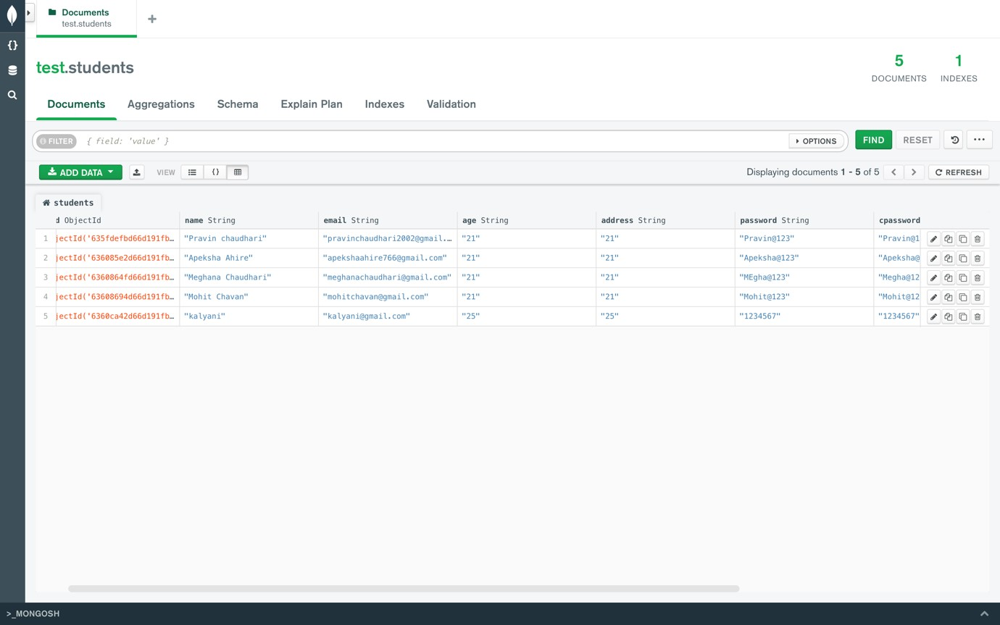 Documents
test.students
test.students
5
DOCUMENTS
1
INDEXES
Documents Aggregations Schema Explain Plan Indexes Validation
FILTER { field: 'value' } OPTIONS FIND RESET
ADD DATA VIEW {} Displaying documents 1 - 5 of 5 REFRESH
students
d ObjectId name String email String age String address String password String cpassword
1 jectId('635fdefbd66d191fb… "Pravin chaudhari" "pravinchaudhari2002@gmail.… "21" "21" "Pravin@123" "Pravin@1
2 jectId('636085e2d66d191fb… "Apeksha Ahire" "apekshaahire766@gmail.com" "21" "21" "Apeksha@123" "Apeksha@
3 jectId('6360864fd66d191fb… "Meghana Chaudhari" "meghanachaudhari@gmail.com" "21" "21" "MEgha@123" "Megha@12
4 jectId('63608694d66d191fb… "Mohit Chavan" "mohitchavan@gmail.com" "21" "21" "Mohit@123" "Mohit@12
5 jectId('6360ca42d66d191fb… "kalyani" "kalyani@gmail.com" "25" "25" "1234567" "1234567"
>_MONGOSH